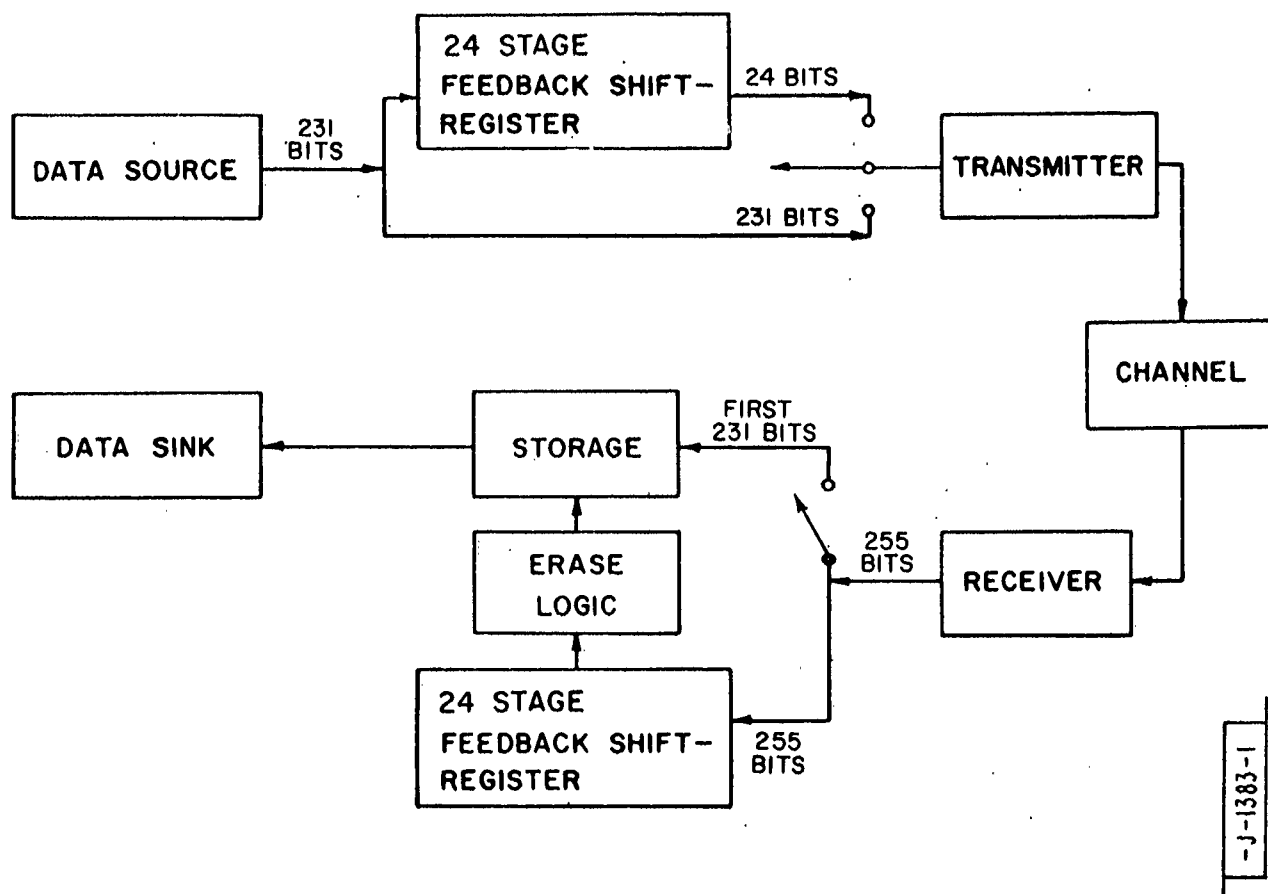 24 STAGE
FEEDBACK SHIFT-
REGISTER
24 BITS
231
BITS
DATA SOURCE
TRANSMITTER
231 BITS
CHANNEL
DATA SINK
STORAGE
FIRST
231 BITS
ERASE
LOGIC
255
BITS
RECEIVER
24 STAGE
FEEDBACK SHIFT-
REGISTER
255
BITS
-J-1383-1